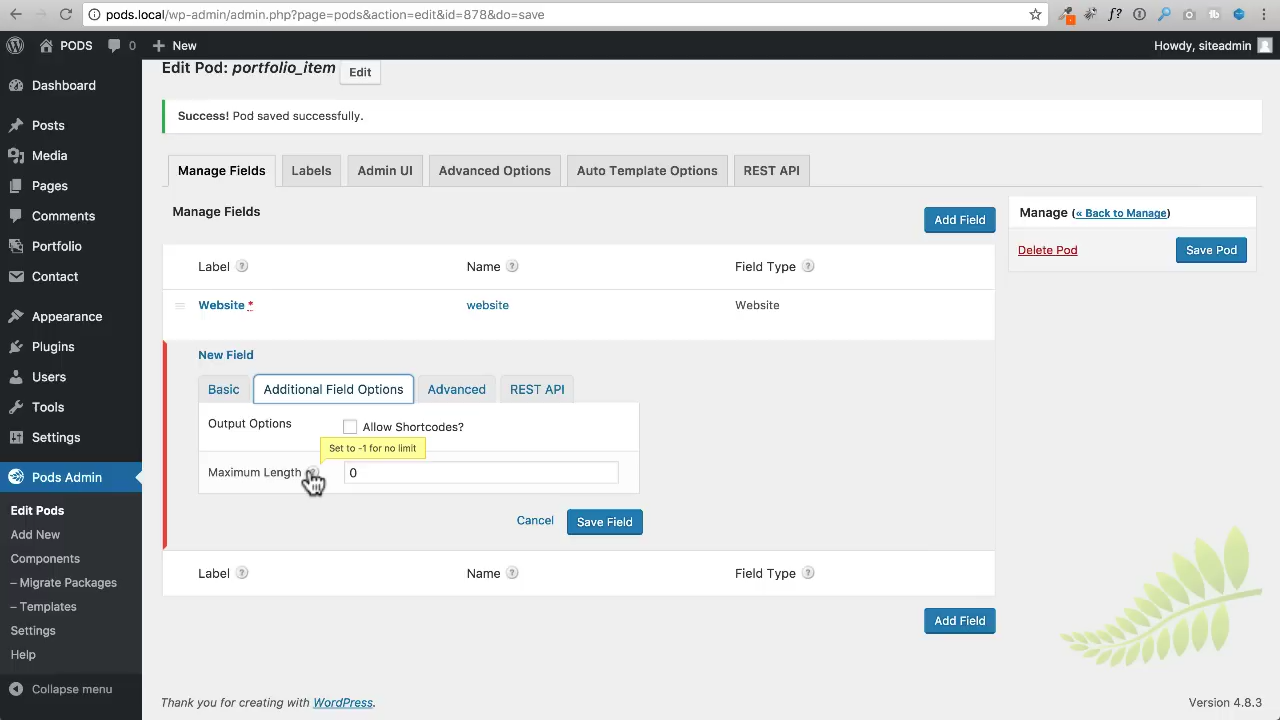 pods.local/wp-admin/admin.php?page=pods&action=edit&id=878&do=save
PODS 0 New Howdy, siteadmin
Dashboard
Posts
Media
Pages
Comments
Portfolio
Contact
Appearance
Plugins
Users
Tools
Settings
Pods Admin
Edit Pods
Add New
Components
– Migrate Packages
– Templates
Settings
Help
Collapse menu
Edit Pod: portfolio_item Edit
Success! Pod saved successfully.
Manage Fields Labels Admin UI Advanced Options Auto Template Options REST API
Manage Fields Add Field
Label ? Name ? Field Type ?
Website * website Website
New Field
Basic Additional Field Options Advanced REST API
Output Options Allow Shortcodes?
Set to -1 for no limit
Maximum Length 0
Cancel Save Field
Label ? Name ? Field Type ?
Add Field
Manage (« Back to Manage)
Delete Pod Save Pod
Thank you for creating with WordPress. Version 4.8.3